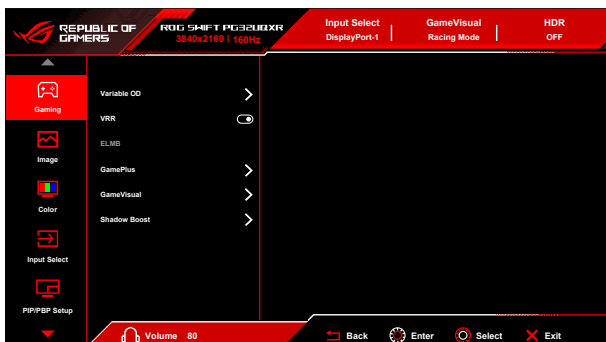 REPUBLIC OF
GAMERS
ROG SWIFT PG32UQXR
3840x2160 | 160Hz
Input Select
DisplayPort-1
GameVisual
Racing Mode
HDR
OFF
Gaming
Image
Color
Input Select
PIP/PBP Setup
Variable OD
VRR
ELMB
GamePlus
GameVisual
Shadow Boost
Volume 80
Back
Enter
Select
Exit